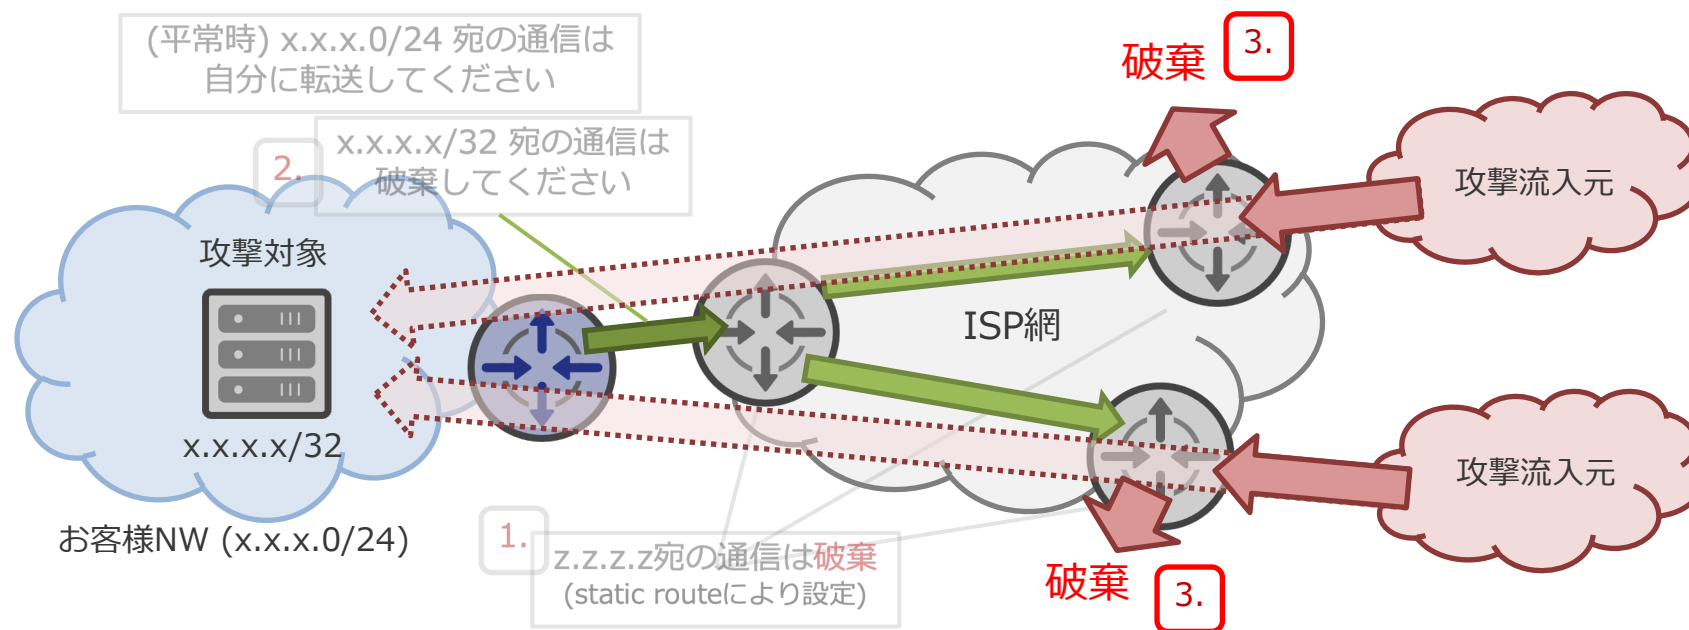 (平常時) x.x.x.0/24 宛の通信は
自分に転送してください
2.
x.x.x.x/32 宛の通信は
破棄してください
破棄
3.
攻撃流入元
攻撃対象
ISP網
x.x.x.x/32
攻撃流入元
お客様NW (x.x.x.0/24)
1.
z.z.z.z宛の通信は破棄
(static routeにより設定)
破棄
3.